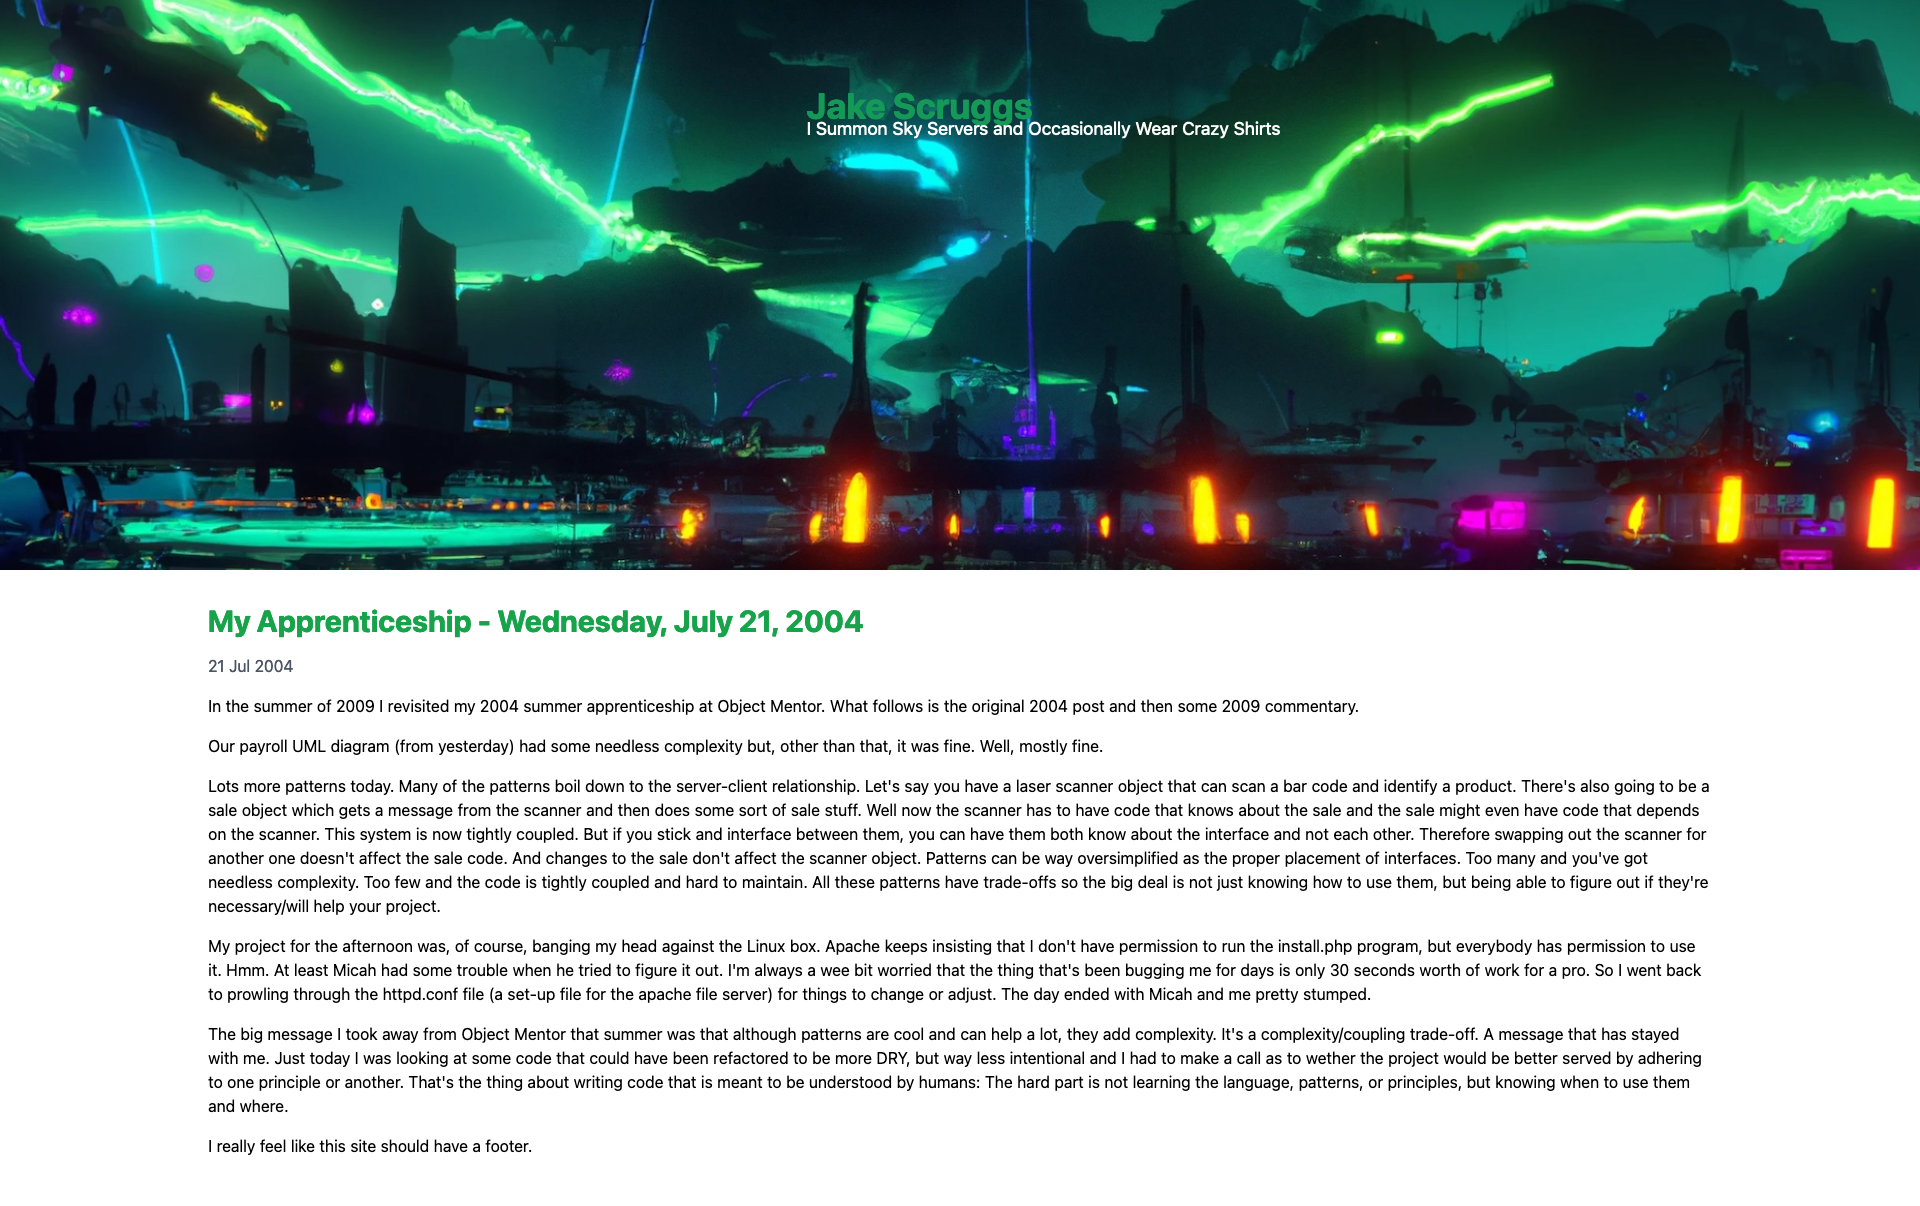 Jake Scruggs
I Summon Sky Servers and Occasionally Wear Crazy Shirts
My Apprenticeship - Wednesday, July 21, 2004
21 Jul 2004
In the summer of 2009 I revisited my 2004 summer apprenticeship at Object Mentor. What follows is the original 2004 post and then some 2009 commentary.
Our payroll UML diagram (from yesterday) had some needless complexity but, other than that, it was fine. Well, mostly fine.
Lots more patterns today. Many of the patterns boil down to the server-client relationship. Let's say you have a laser scanner object that can scan a bar code and identify a product. There's also going to be a
sale object which gets a message from the scanner and then does some sort of sale stuff. Well now the scanner has to have code that knows about the sale and the sale might even have code that depends
on the scanner. This system is now tightly coupled. But if you stick and interface between them, you can have them both know about the interface and not each other. Therefore swapping out the scanner for
another one doesn't affect the sale code. And changes to the sale don't affect the scanner object. Patterns can be way oversimplified as the proper placement of interfaces. Too many and you've got
needless complexity. Too few and the code is tightly coupled and hard to maintain. All these patterns have trade-offs so the big deal is not just knowing how to use them, but being able to figure out if they're
necessary/will help your project.
My project for the afternoon was, of course, banging my head against the Linux box. Apache keeps insisting that I don't have permission to run the install.php program, but everybody has permission to use
it. Hmm. At least Micah had some trouble when he tried to figure it out. I'm always a wee bit worried that the thing that's been bugging me for days is only 30 seconds worth of work for a pro. So I went back
to prowling through the httpd.conf file (a set-up file for the apache file server) for things to change or adjust. The day ended with Micah and me pretty stumped.
The big message I took away from Object Mentor that summer was that although patterns are cool and can help a lot, they add complexity. It's a complexity/coupling trade-off. A message that has stayed
with me. Just today I was looking at some code that could have been refactored to be more DRY, but way less intentional and I had to make a call as to wether the project would be better served by adhering
to one principle or another. That's the thing about writing code that is meant to be understood by humans: The hard part is not learning the language, patterns, or principles, but knowing when to use them
and where.
I really feel like this site should have a footer.